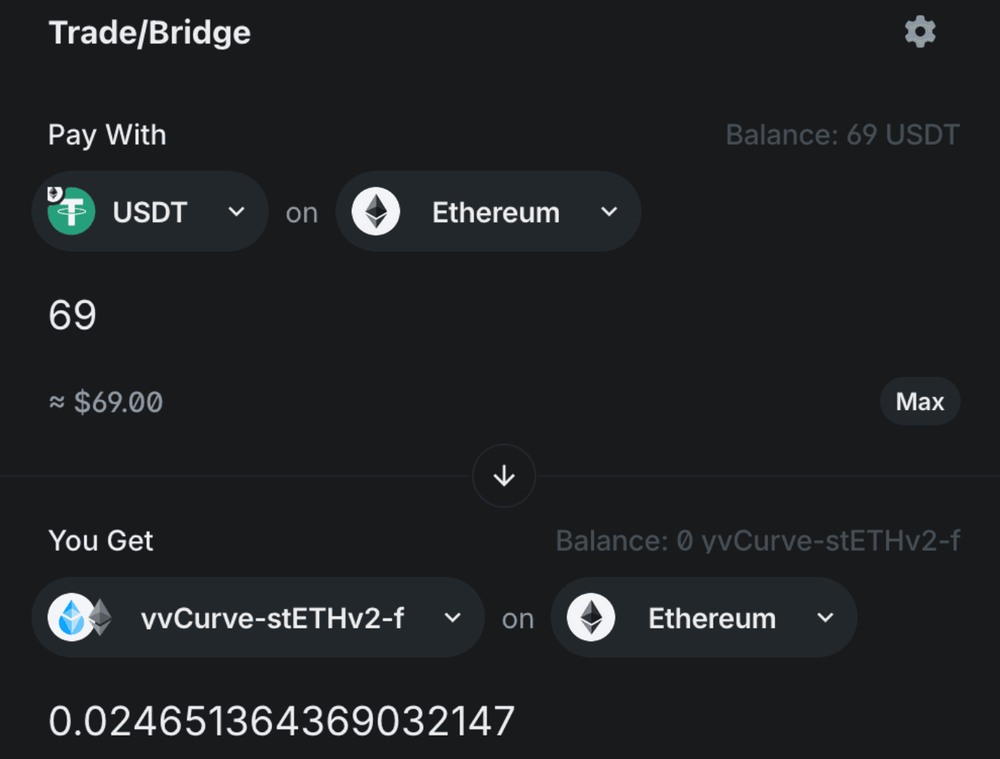 Trade/Bridge
Pay With
Balance: 69 USDT
USDT on Ethereum
69
≈ $69.00
Max
You Get
Balance: 0 yvCurve-stETHv2-f
yvCurve-stETHv2-f on Ethereum
0.024651364369032147